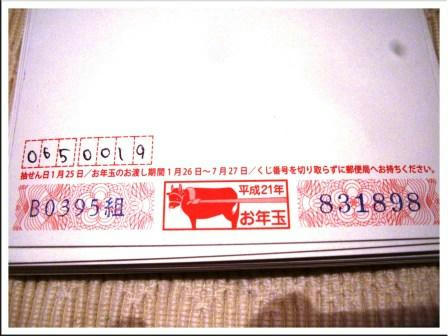 0650019
抽せん日1月25日/お年玉のお渡し期間1月26日～7月27日/くじ番号を切り取らずに郵便局へお持ちください。
B0395組
平成21年
お年玉
831898